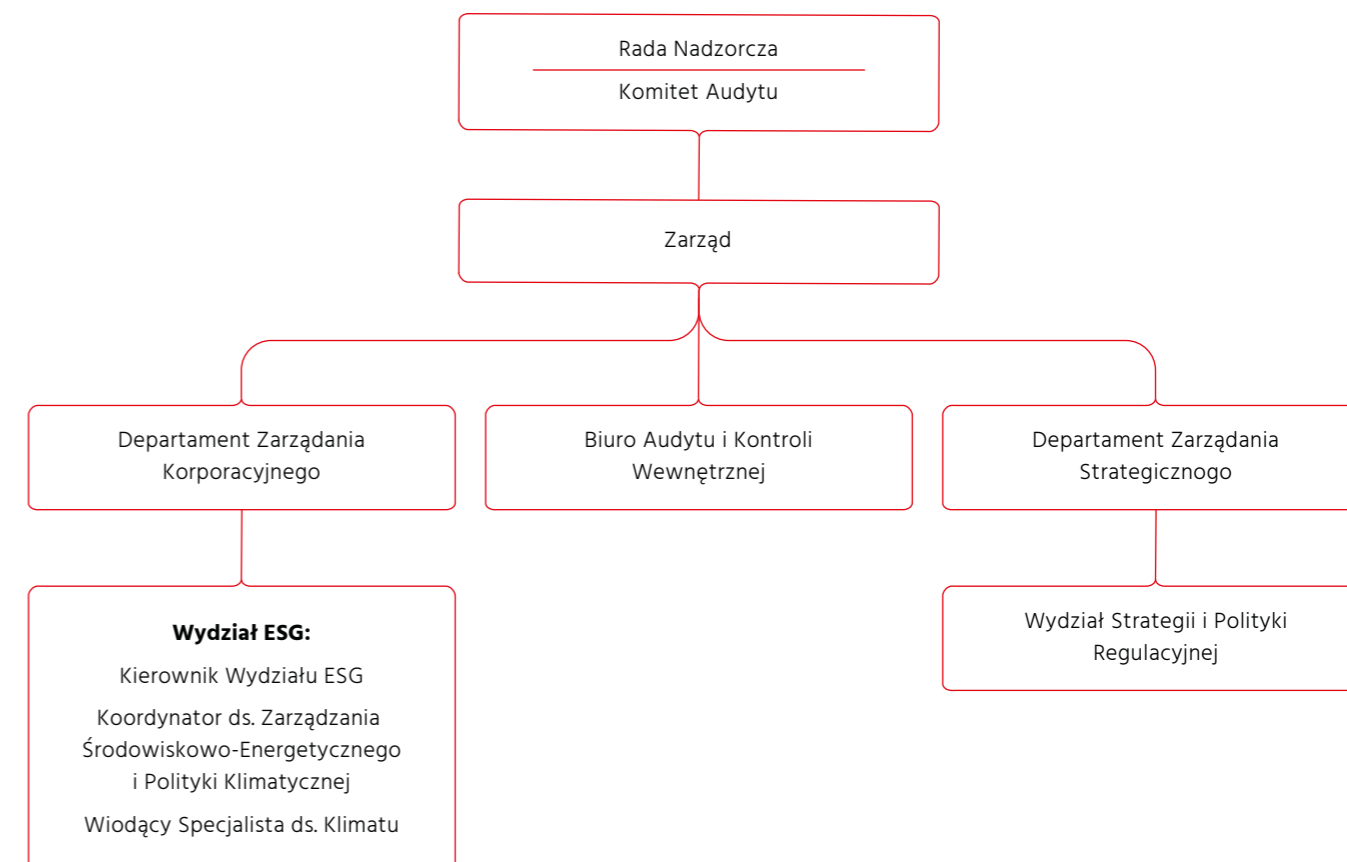 Rada Nadzorcza
Komitet Audytu
Zarząd
Departament Zarządania
Korporacyjnego
Biuro Audytu i Kontroli
Wewnętrznej
Departament Zarządania
Strategicznogo
Wydział ESG:
Kierownik Wydziału ESG
Koordynator ds. Zarządzania
Środowiskowo-Energetycznego
i Polityki Klimatycznej
Wiodący Specjalista ds. Klimatu
Wydział Strategii i Polityki
Regulacyjnej